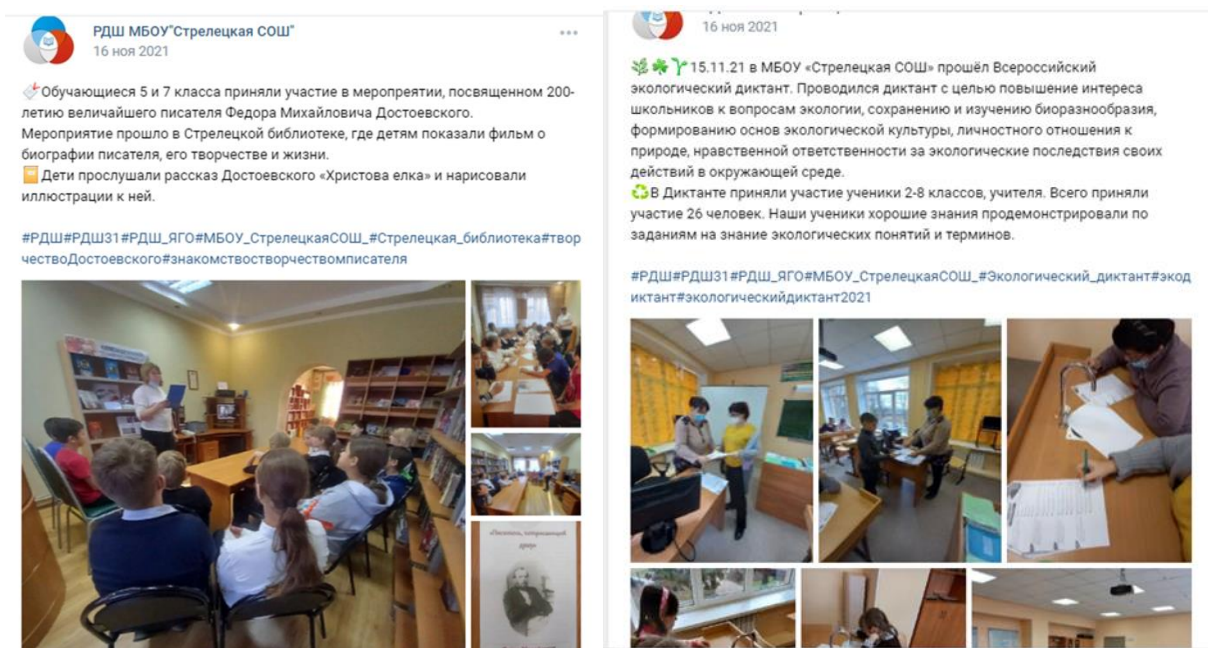 РДШ МБОУ"Стрелецкая СОШ"
16 ноя 2021
Обучающиеся 5 и 7 класса приняли участие в меропреятии, посвященном 200-
летию величайшего писателя Федора Михайловича Достоевского.
Мероприятие прошло в Стрелецкой библиотеке, где детям показали фильм о
биографии писателя, его творчестве и жизни.
Дети прослушали рассказ Достоевского «Христова елка» и нарисовали
иллюстрации к ней.
#РДШ#РДШ31#РДШ_ЯГО#МБОУ_СтрелецкаяСОШ_#Стрелецкая_библиотека#твор
чествоДостоевского#знакомствостворчествомписателя
16 ноя 2021
15.11.21 в МБОУ «Стрелецкая СОШ» прошёл Всероссийский
экологический диктант. Проводился диктант с целью повышение интереса
школьников к вопросам экологии, сохранению и изучению биоразнообразия,
формированию основ экологической культуры, личностного отношения к
природе, нравственной ответственности за экологические последствия своих
действий в окружающей среде.
В Диктанте приняли участие ученики 2-8 классов, учителя. Всего приняли
участие 26 человек. Наши ученики хорошие знания продемонстрировали по
заданиям на знание экологических понятий и терминов.
#РДШ#РДШ31#РДШ_ЯГО#МБОУ_СтрелецкаяСОШ_#Экологический_диктант#экод
иктант#экологическийдиктант2021